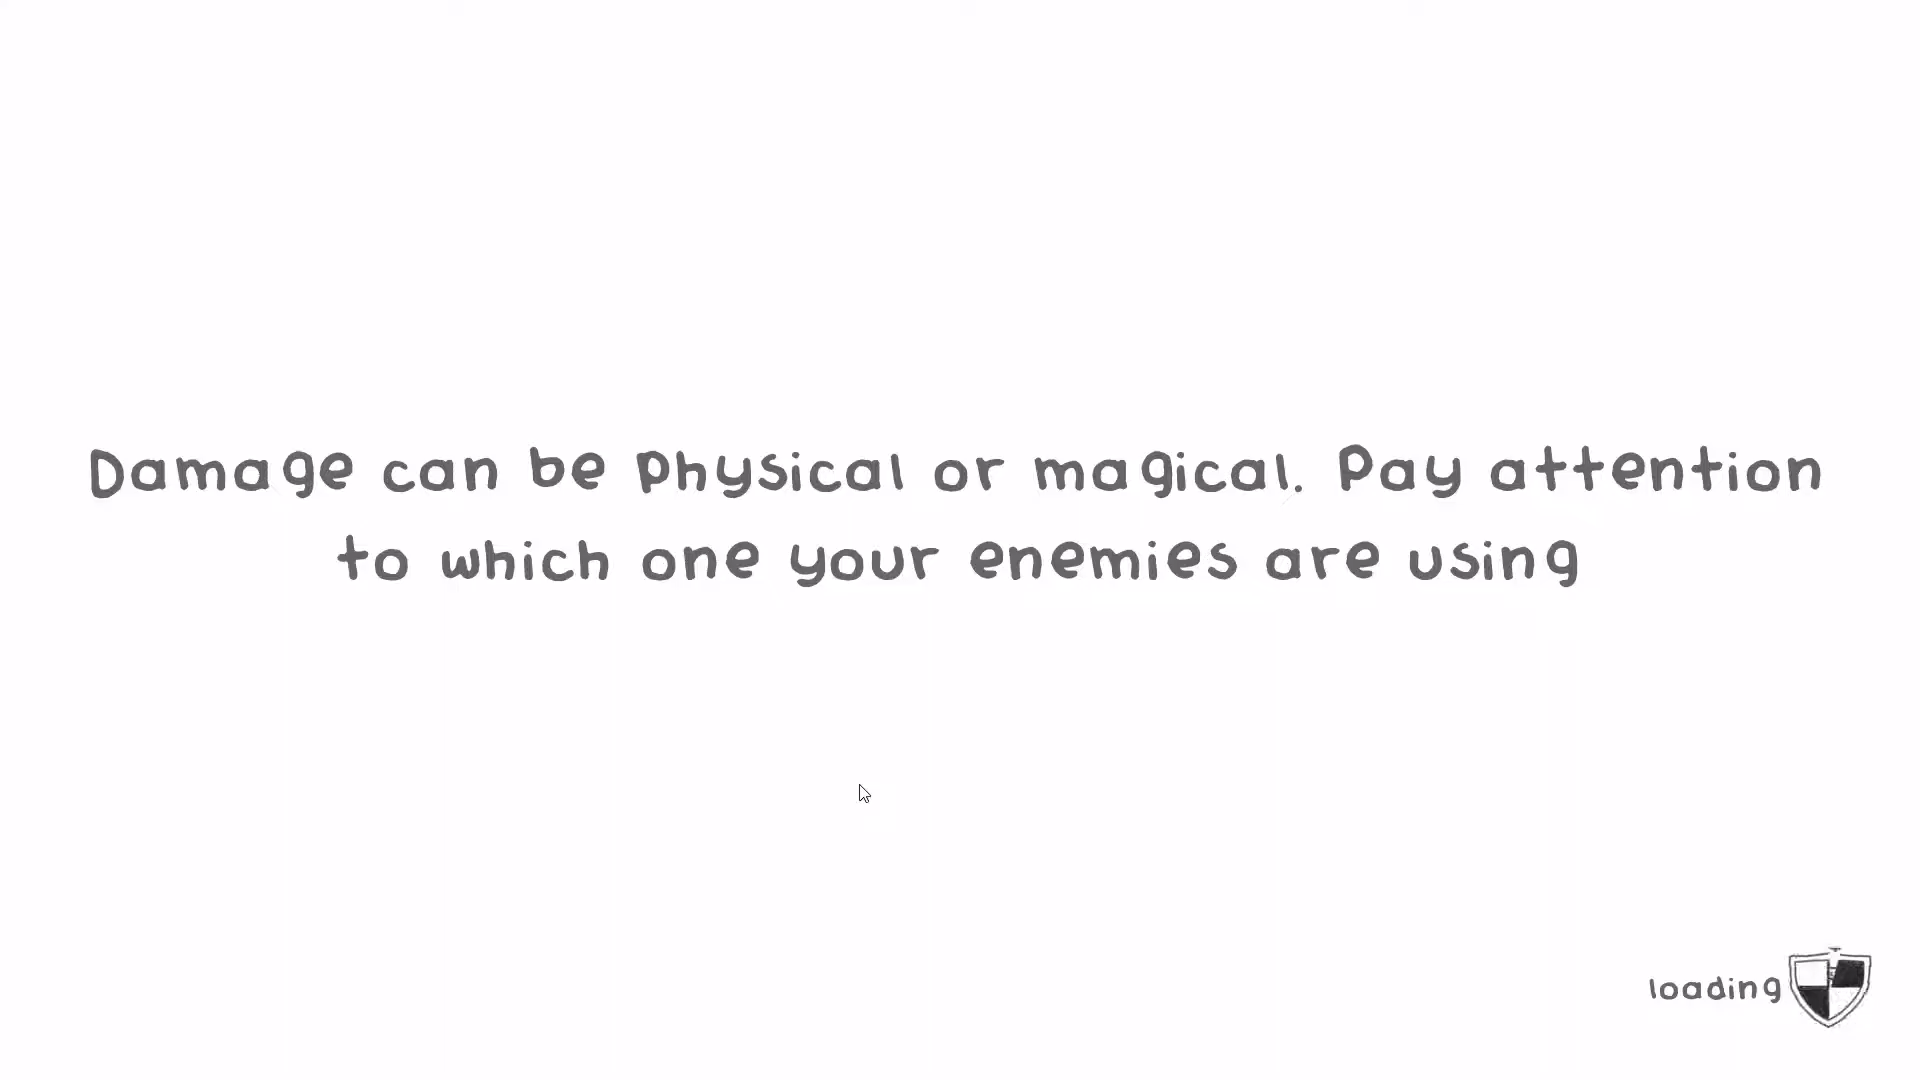 Damage can be physical or magical. Pay attention
to which one your enemies are using
loading